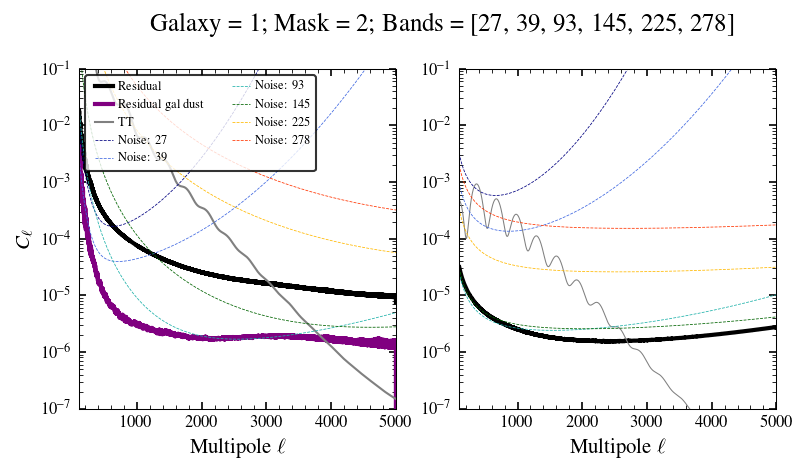 Galaxy = 1; Mask = 2; Bands = [27, 39, 93, 145, 225, 278]
Residual
Residual gal dust
TT
Noise: 27
Noise: 39
Noise: 93
Noise: 145
Noise: 225
Noise: 278
C_ℓ
10^{-1}
10^{-2}
10^{-3}
10^{-4}
10^{-5}
10^{-6}
10^{-7}
1000 2000 3000 4000 5000
Multipole ℓ
10^{-1}
10^{-2}
10^{-3}
10^{-4}
10^{-5}
10^{-6}
10^{-7}
1000 2000 3000 4000 5000
Multipole ℓ